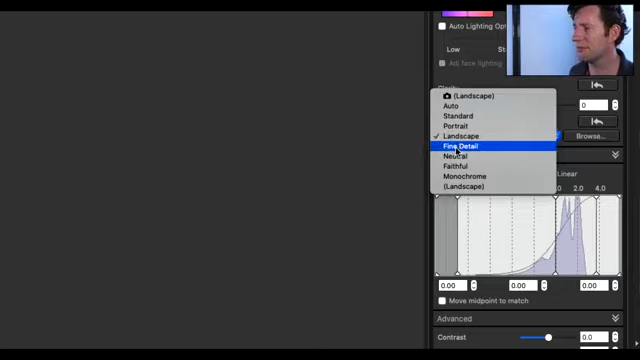 Auto Lighting Op
Low
Adj face lighting
(Landscape)
0
Auto
Standard
Portrait
Landscape
Browse...
Fine Detail
Neutral
Faithful
Linear
Monochrome
(Landscape)
2.0 4.0
0.00 0.00 0.00
Move midpoint to match
Advanced
Contrast 0.0